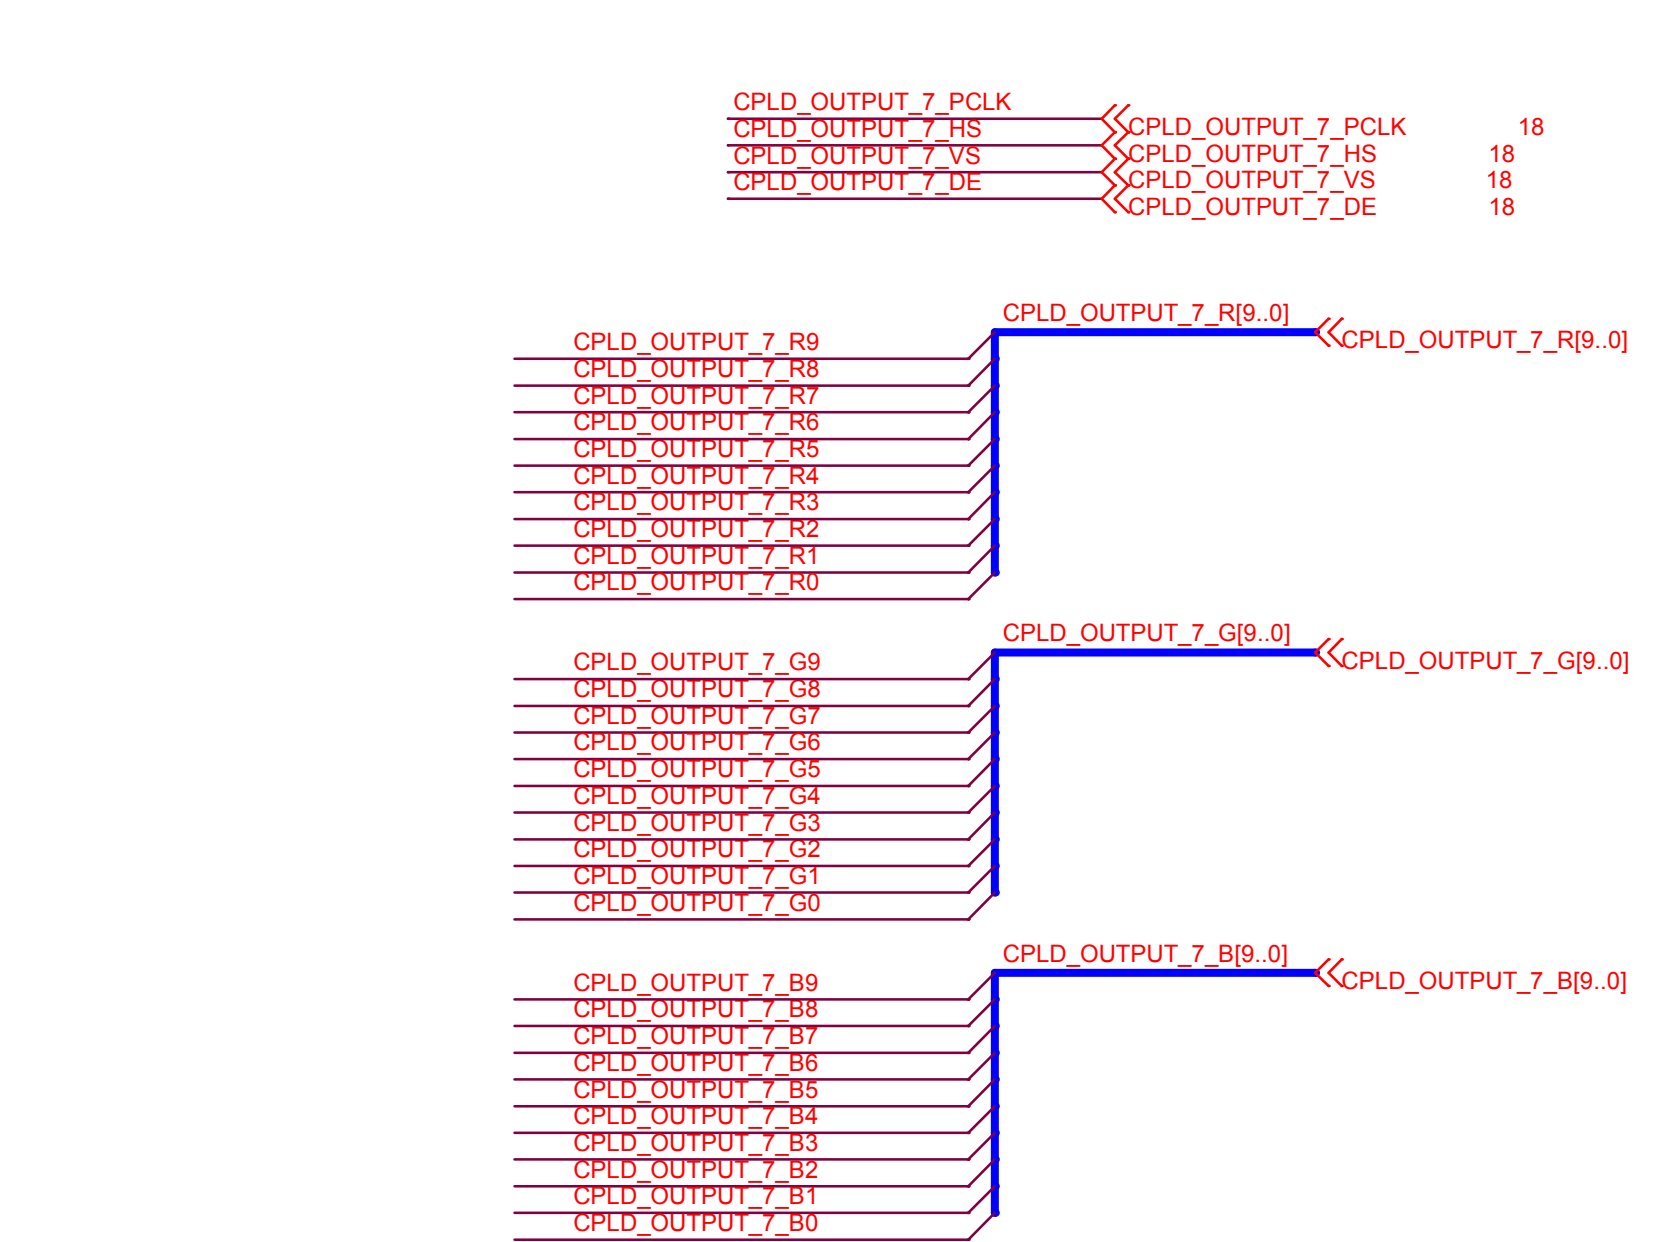 CPLD_OUTPUT_7_PCLK
CPLD_OUTPUT_7_HS
CPLD_OUTPUT_7_VS
CPLD_OUTPUT_7_DE
CPLD_OUTPUT_7_PCLK 18
CPLD_OUTPUT_7_HS 18
CPLD_OUTPUT_7_VS 18
CPLD_OUTPUT_7_DE 18
CPLD_OUTPUT_7_R[9..0]
CPLD_OUTPUT_7_R[9..0]
CPLD_OUTPUT_7_R9
CPLD_OUTPUT_7_R8
CPLD_OUTPUT_7_R7
CPLD_OUTPUT_7_R6
CPLD_OUTPUT_7_R5
CPLD_OUTPUT_7_R4
CPLD_OUTPUT_7_R3
CPLD_OUTPUT_7_R2
CPLD_OUTPUT_7_R1
CPLD_OUTPUT_7_R0
CPLD_OUTPUT_7_G[9..0]
CPLD_OUTPUT_7_G[9..0]
CPLD_OUTPUT_7_G9
CPLD_OUTPUT_7_G8
CPLD_OUTPUT_7_G7
CPLD_OUTPUT_7_G6
CPLD_OUTPUT_7_G5
CPLD_OUTPUT_7_G4
CPLD_OUTPUT_7_G3
CPLD_OUTPUT_7_G2
CPLD_OUTPUT_7_G1
CPLD_OUTPUT_7_G0
CPLD_OUTPUT_7_B[9..0]
CPLD_OUTPUT_7_B[9..0]
CPLD_OUTPUT_7_B9
CPLD_OUTPUT_7_B8
CPLD_OUTPUT_7_B7
CPLD_OUTPUT_7_B6
CPLD_OUTPUT_7_B5
CPLD_OUTPUT_7_B4
CPLD_OUTPUT_7_B3
CPLD_OUTPUT_7_B2
CPLD_OUTPUT_7_B1
CPLD_OUTPUT_7_B0